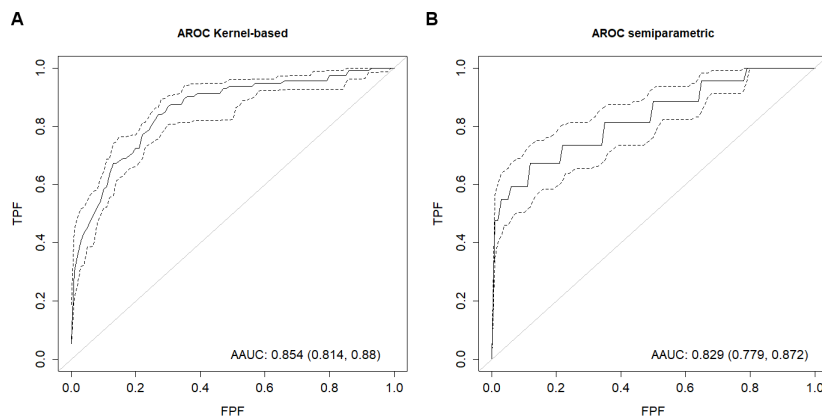 A
AROC Kernel-based
TPF
1.0
0.8
0.6
0.4
0.2
0.0
AAUC: 0.854 (0.814, 0.88)
0.0 0.2 0.4 0.6 0.8 1.0
FPF
B
AROC semiparametric
TPF
1.0
0.8
0.6
0.4
0.2
0.0
AAUC: 0.829 (0.779, 0.872)
0.0 0.2 0.4 0.6 0.8 1.0
FPF